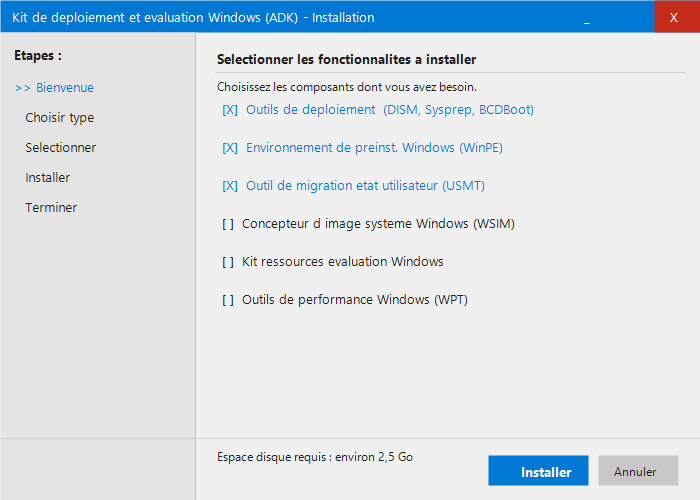 Kit de deploiement et evaluation Windows (ADK) - Installation
_ X
Etapes :
>> Bienvenue
Choisir type
Selectionner
Installer
Terminer
Selectionner les fonctionnalites a installer
Choisissez les composants dont vous avez besoin.
[X] Outils de deploiement (DISM, Sysprep, BCDBoot)
[X] Environnement de preinst. Windows (WinPE)
[X] Outil de migration etat utilisateur (USMT)
[ ] Concepteur d image systeme Windows (WSIM)
[ ] Kit ressources evaluation Windows
[ ] Outils de performance Windows (WPT)
Espace disque requis : environ 2,5 Go
Installer
Annuler